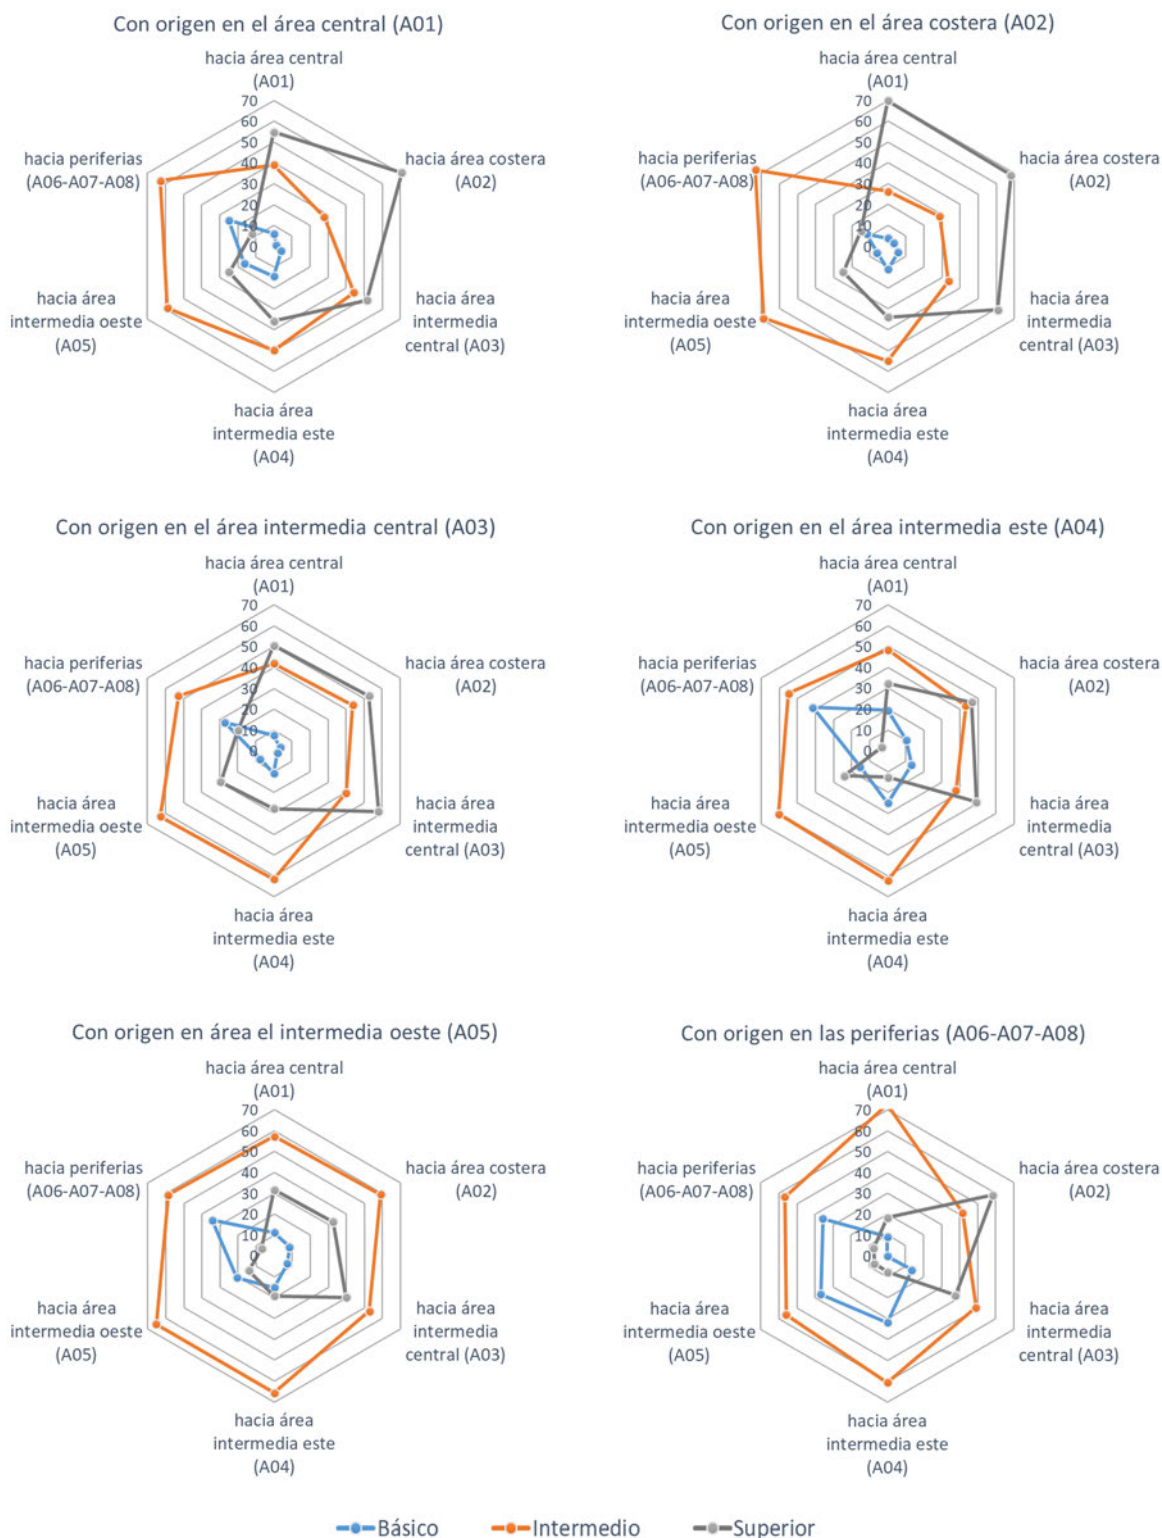 Con origen en el área central (A01)
hacia área central
(A01)
70
60
50
40
30
20
10
0
hacia área costera
(A02)
hacia área
intermedia
central (A03)
hacia área
intermedia este
(A04)
hacia área
intermedia oeste
(A05)
hacia periferias
(A06-A07-A08)
Con origen en el área costera (A02)
hacia área central
(A01)
70
60
50
40
30
20
10
0
hacia área costera
(A02)
hacia área
intermedia
central (A03)
hacia área
intermedia este
(A04)
hacia área
intermedia oeste
(A05)
hacia periferias
(A06-A07-A08)
Con origen en el área intermedia central (A03)
hacia área central
(A01)
70
60
50
40
30
20
10
0
hacia área costera
(A02)
hacia área
intermedia
central (A03)
hacia área
intermedia este
(A04)
hacia área
intermedia oeste
(A05)
hacia periferias
(A06-A07-A08)
Con origen en el área intermedia este (A04)
hacia área central
(A01)
70
60
50
40
30
20
10
0
hacia área costera
(A02)
hacia área
intermedia
central (A03)
hacia área
intermedia este
(A04)
hacia área
intermedia oeste
(A05)
hacia periferias
(A06-A07-A08)
Con origen en área el intermedia oeste (A05)
hacia área central
(A01)
70
60
50
40
30
20
10
0
hacia área costera
(A02)
hacia área
intermedia
central (A03)
hacia área
intermedia este
(A04)
hacia área
intermedia oeste
(A05)
hacia periferias
(A06-A07-A08)
Con origen en las periferias (A06-A07-A08)
hacia área central
(A01)
70
60
50
40
30
20
10
0
hacia área costera
(A02)
hacia área
intermedia
central (A03)
hacia área
intermedia este
(A04)
hacia área
intermedia oeste
(A05)
hacia periferias
(A06-A07-A08)
Básico
Intermedio
Superior